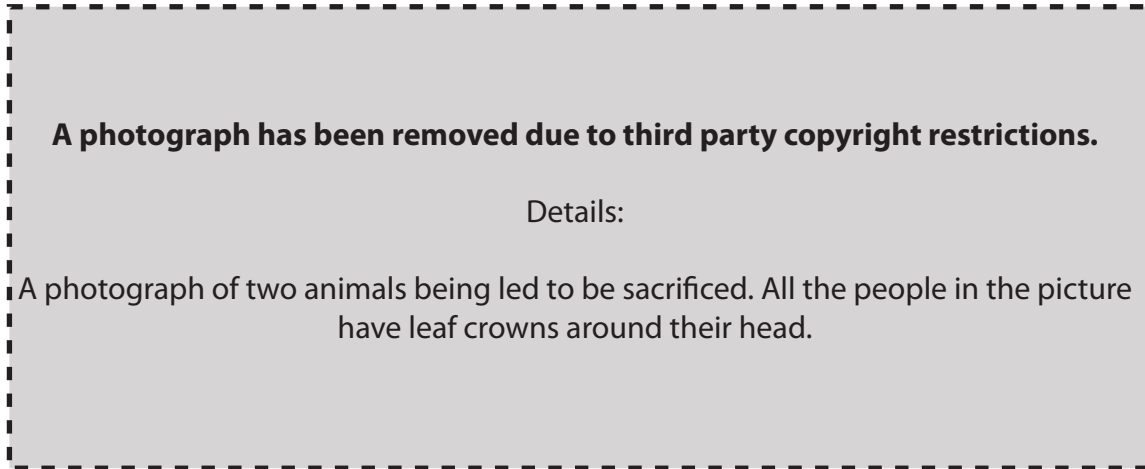 A photograph has been removed due to third party copyright restrictions.
Details:
A photograph of two animals being led to be sacrificed. All the people in the picture
have leaf crowns around their head.